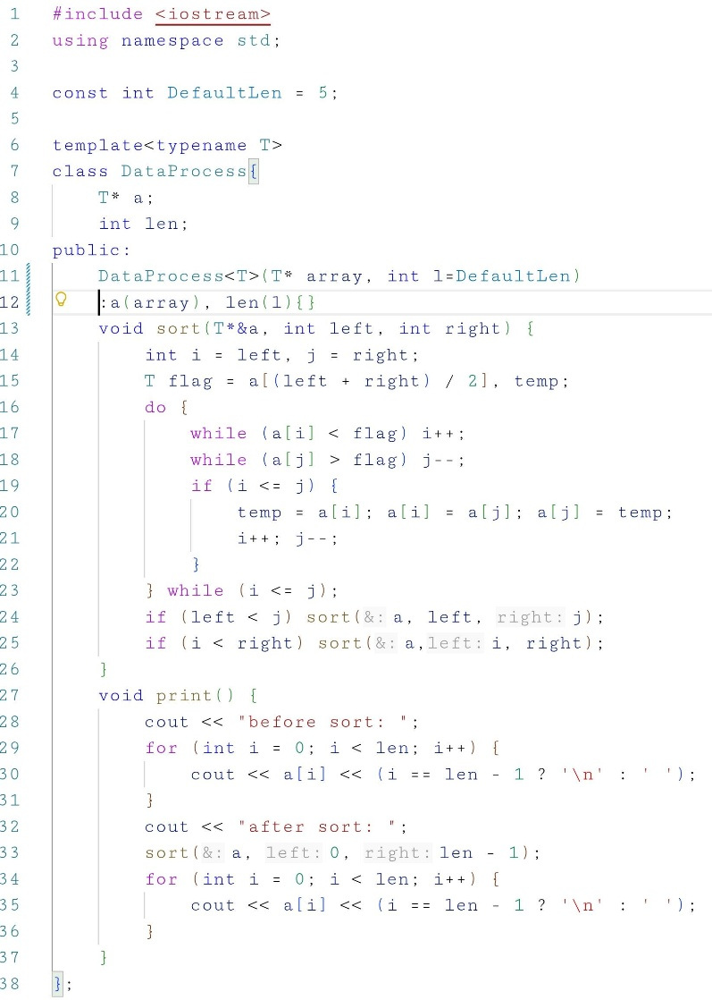 1 #include <iostream>
2 using namespace std;
3
4 const int DefaultLen = 5;
5
6 template<typename T>
7 class DataProcess{
8     T* a;
9     int len;
10 public:
11     DataProcess<T>(T* array, int l=DefaultLen)
12     :a(array), len(l){}
13     void sort(T*&a, int left, int right) {
14         int i = left, j = right;
15         T flag = a[(left + right) / 2], temp;
16         do {
17             while (a[i] < flag) i++;
18             while (a[j] > flag) j--;
19             if (i <= j) {
20                 temp = a[i]; a[i] = a[j]; a[j] = temp;
21                 i++; j--;
22             }
23         } while (i <= j);
24         if (left < j) sort(&: a, left, right: j);
25         if (i < right) sort(&: a,left: i, right);
26     }
27     void print() {
28         cout << "before sort: ";
29         for (int i = 0; i < len; i++) {
30             cout << a[i] << (i == len - 1 ? '\n' : ' ');
31         }
32         cout << "after sort: ";
33         sort(&: a, left: 0, right: len - 1);
34         for (int i = 0; i < len; i++) {
35             cout << a[i] << (i == len - 1 ? '\n' : ' ');
36         }
37     }
38 };